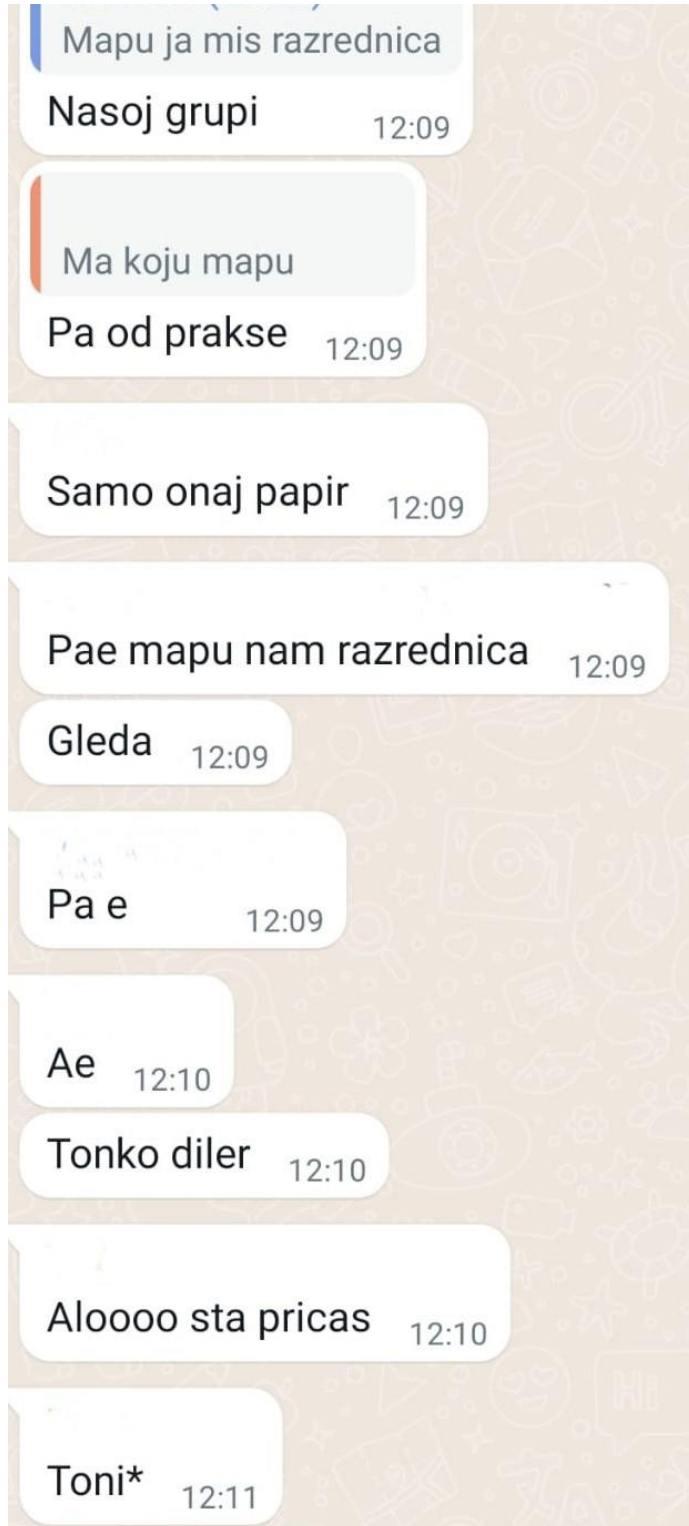 Mapu ja mis razrednica
Nasoj grupi 12:09
Ma koju mapu
Pa od prakse 12:09
Samo onaj papir 12:09
Pae mapu nam razrednica 12:09
Gleda 12:09
Pa e 12:09
Ae 12:10
Tonko diler 12:10
Aloooo sta pricas 12:10
Toni* 12:11